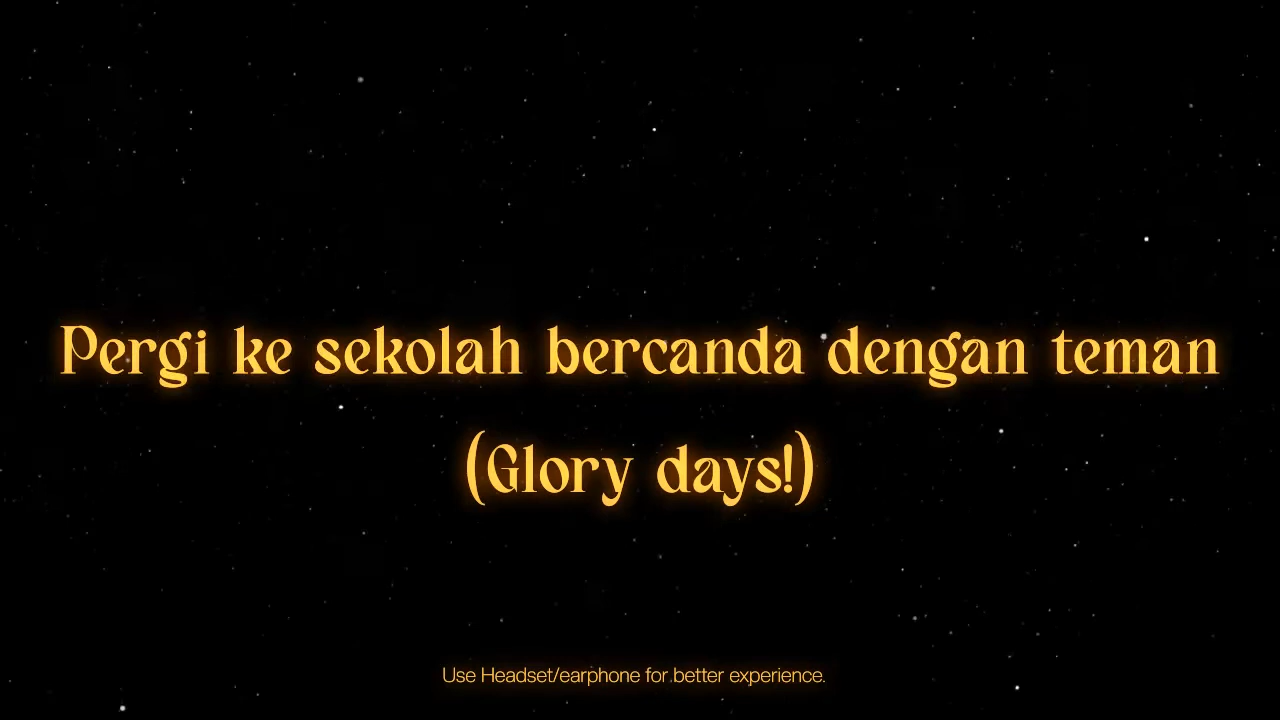 Pergi ke sekolah bercanda dengan teman
(Glory days!)
Use Headset/earphone for better experience.